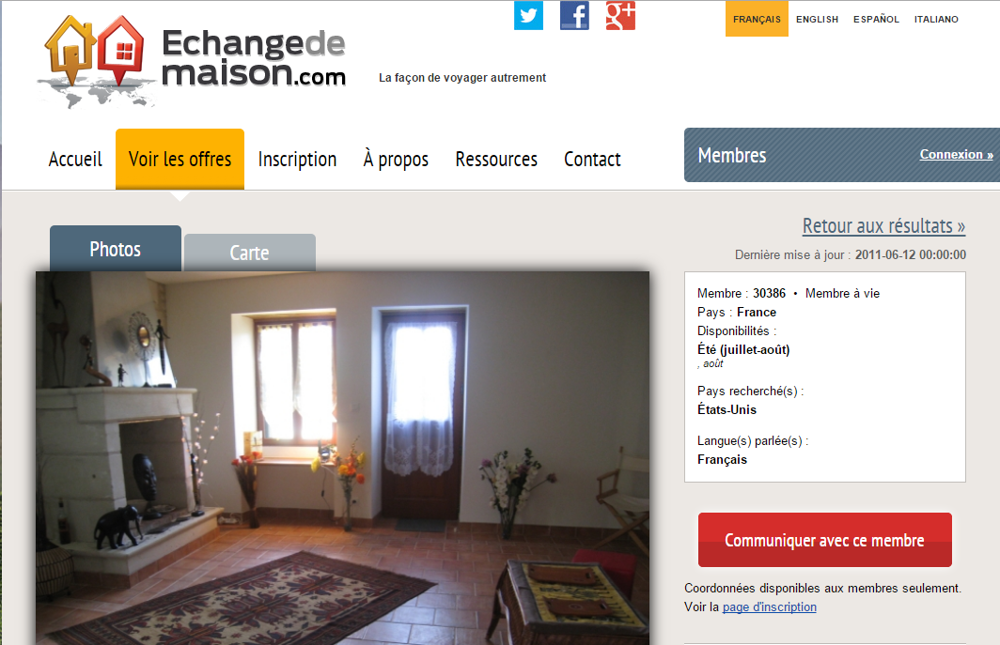 FRANÇAIS ENGLISH ESPAÑOL ITALIANO
Echangede
maison.com
La façon de voyager autrement
Accueil Voir les offres Inscription À propos Ressources Contact
Membres Connexion »
Retour aux résultats »
Dernière mise à jour : 2011-06-12 00:00:00
Photos Carte
Membre : 30386 • Membre à vie
Pays : France
Disponibilités :
Été (juillet-août)
, août
Pays recherché(s) :
États-Unis
Langue(s) parlée(s) :
Français
Communiquer avec ce membre
Coordonnées disponibles aux membres seulement.
Voir la page d'inscription